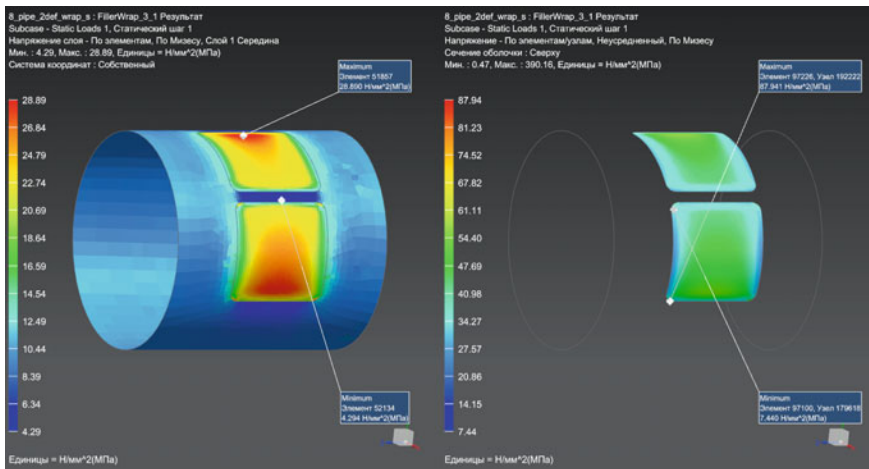 8_pipe_2def_wrap_s : FillerWrap_3_1 Результат
Subcase - Static Loads 1, Статический шаг 1
Напряжение слоя - По элементам, По Мизесу, Слой 1 Середина
Мин. : 4.29, Макс. : 28.89, Единицы = Н/мм^2(МПа)
Система координат : Собственный
Maximum
Элемент 51857
28.890 Н/мм^2(МПа)
28.89
26.84
24.79
22.74
20.69
18.64
16.59
14.54
12.49
10.44
8.39
6.34
4.29
Minimum
Элемент 52134
4.294 Н/мм^2(МПа)
Единицы = Н/мм^2(МПа)
8_pipe_2def_wrap_s : FillerWrap_3_1 Результат
Subcase - Static Loads 1, Статический шаг 1
Напряжение - По элементам/узлам, Неусредненный, По Мизесу
Сечение оболочки : Сверху
Мин. : 0.47, Макс. : 390.16, Единицы = Н/мм^2(МПа)
Maximum
Элемент 97226, Узел 192222
87.941 Н/мм^2(МПа)
87.94
81.23
74.52
67.82
61.11
54.40
47.69
40.98
34.27
27.57
20.86
14.15
7.44
Minimum
Элемент 97100, Узел 179618
7.440 Н/мм^2(МПа)
Единицы = Н/мм^2(МПа)